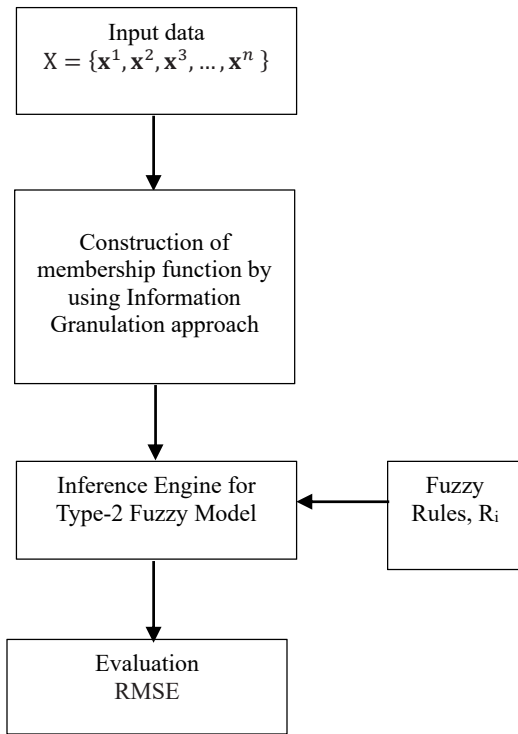 Input data
X = {x¹, x², x³, …, xⁿ }
Construction of
membership function by
using Information
Granulation approach
Inference Engine for
Type-2 Fuzzy Model
Fuzzy
Rules, Rᵢ
Evaluation
RMSE